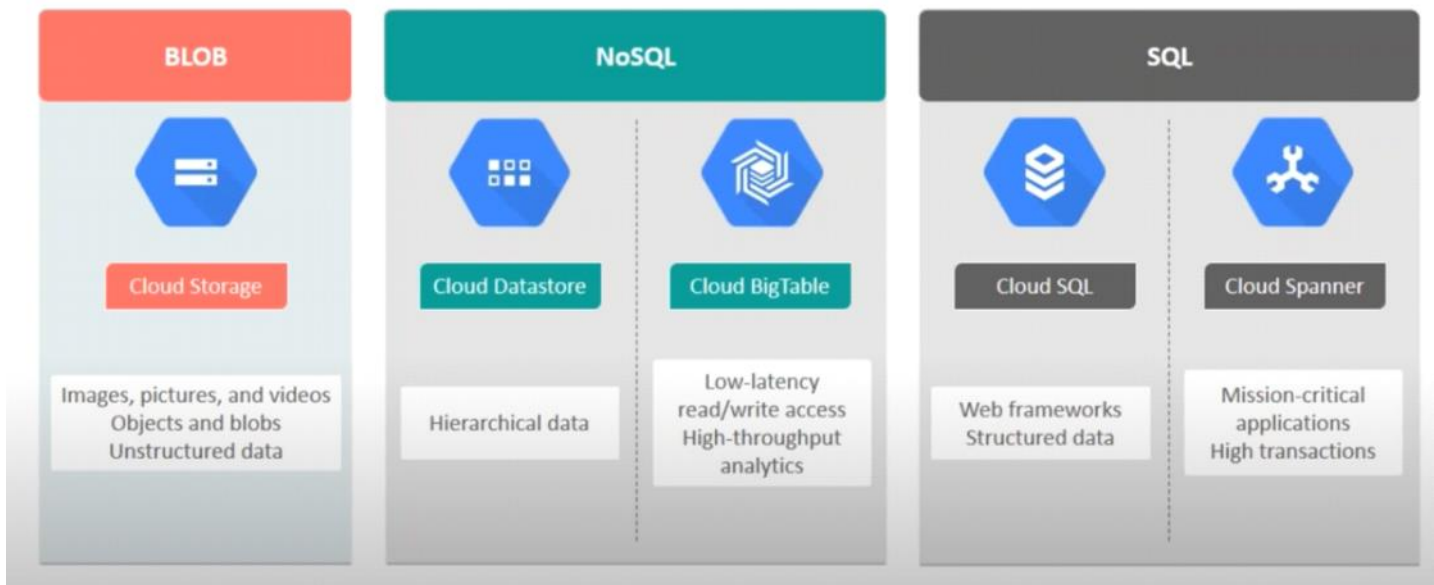 BLOB
Cloud Storage
Images, pictures, and videos
Objects and blobs
Unstructured data
NoSQL
Cloud Datastore
Hierarchical data
Cloud BigTable
Low-latency
read/write access
High-throughput
analytics
SQL
Cloud SQL
Web frameworks
Structured data
Cloud Spanner
Mission-critical
applications
High transactions